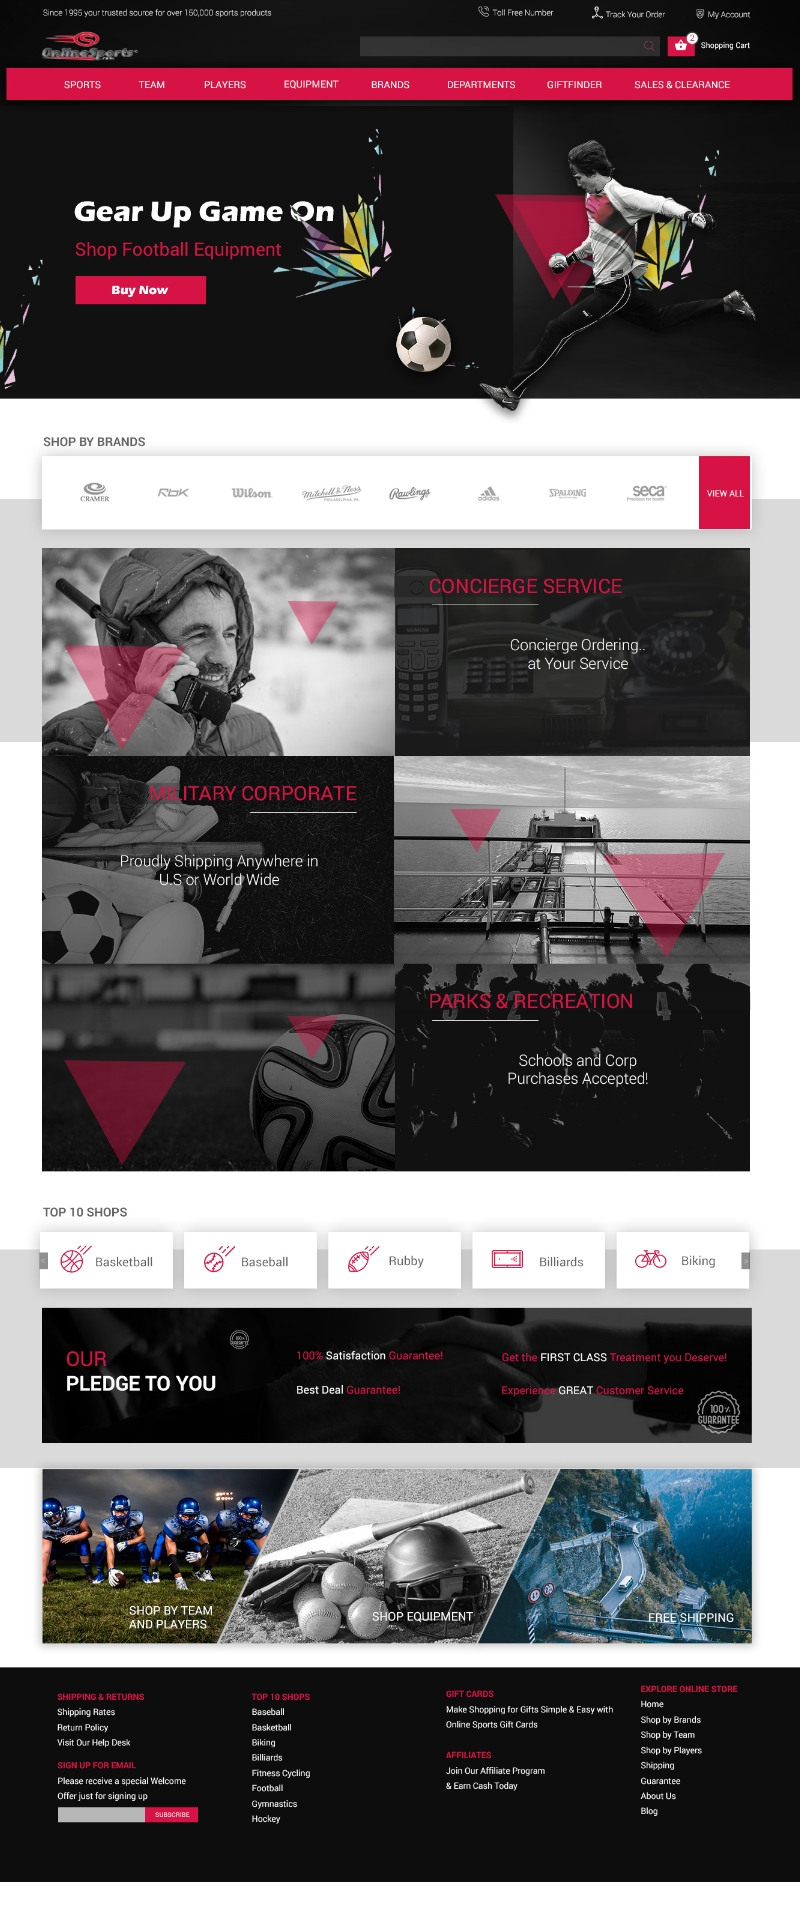 Since 1995 your trusted source for over 150,000 sports products
Toll Free Number
Track Your Order
My Account
OnlineSports
2
Shopping Cart
SPORTS
TEAM
PLAYERS
EQUIPMENT
BRANDS
DEPARTMENTS
GIFTFINDER
SALES & CLEARANCE
Gear Up Game On
Shop Football Equipment
Buy Now
SHOP BY BRANDS
CRAMER
RBK
Wilson
Mitchell & Ness
PHILADELPHIA, PA.
Rawlings
adidas
SPALDING
seca
Precision for health
VIEW ALL
CONCIERGE SERVICE
Concierge Ordering..
at Your Service
MILITARY CORPORATE
Proudly Shipping Anywhere in
U.S or World Wide
PARKS & RECREATION
Schools and Corp
Purchases Accepted!
TOP 10 SHOPS
Basketball
Baseball
Rubby
Billiards
Biking
OUR
PLEDGE TO YOU
100% Satisfaction Guarantee!
Best Deal Guarantee!
Get the FIRST CLASS Treatment you Deserve!
Experience GREAT Customer Service
100%
GUARANTEE
SHOP BY TEAM
AND PLAYERS
SHOP EQUIPMENT
FREE SHIPPING
SHIPPING & RETURNS
Shipping Rates
Return Policy
Visit Our Help Desk
SIGN UP FOR EMAIL
Please receive a special Welcome
Offer just for signing up
SUBSCRIBE
TOP 10 SHOPS
Baseball
Basketball
Biking
Billiards
Fitness Cycling
Football
Gymnastics
Hockey
GIFT CARDS
Make Shopping for Gifts Simple & Easy with
Online Sports Gift Cards
AFFILIATES
Join Our Affiliate Program
& Earn Cash Today
EXPLORE ONLINE STORE
Home
Shop by Brands
Shop by Team
Shop by Players
Shipping
Guarantee
About Us
Blog